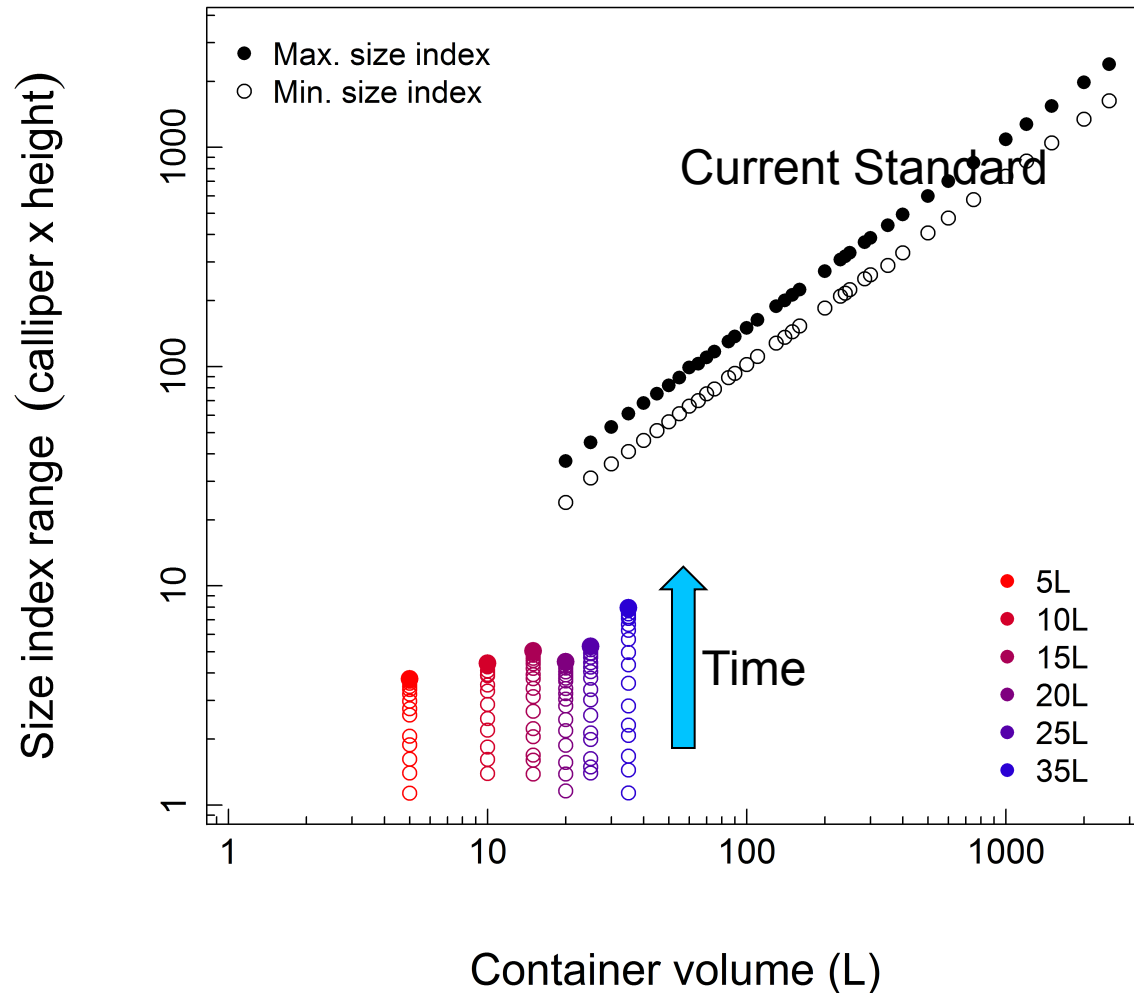 Max. size index
Min. size index
Current Standard
Size index range (calliper x height)
1000
100
10
1
5L
10L
15L
20L
25L
35L
Time
1
10
100
1000
Container volume (L)